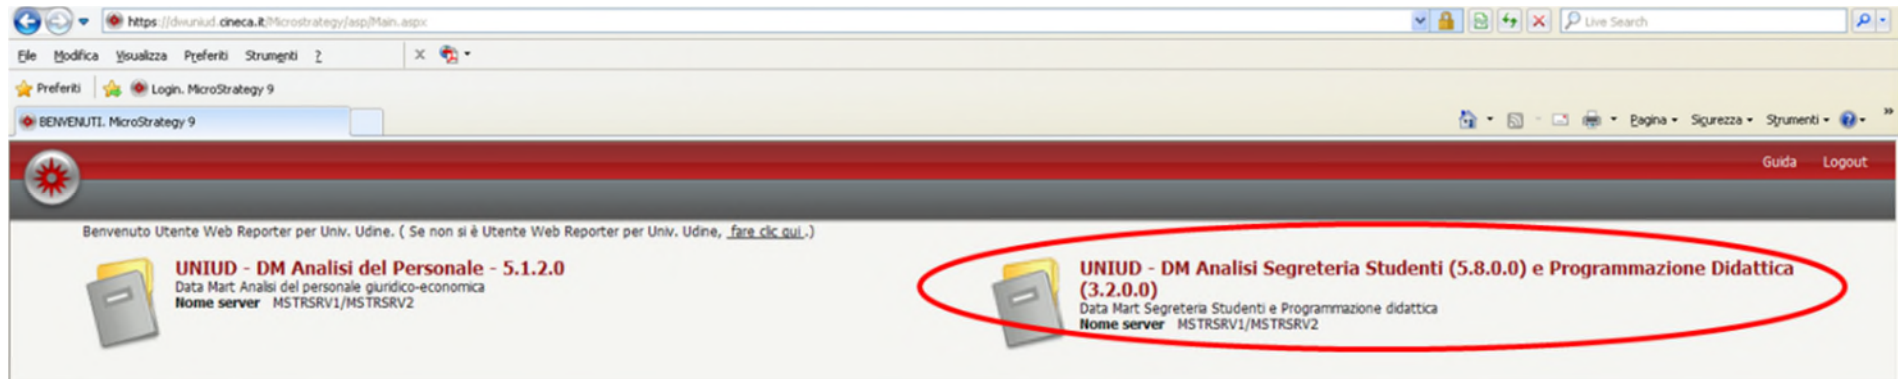 https://dwuniud.cineca.it/Microstrategy/asp/Main.aspx
Live Search
File Modifica Visualizza Preferiti Strumenti ?
Preferiti Login. MicroStrategy 9
BENVENUTI. MicroStrategy 9 Pagina Sicurezza Strumenti
Guida Logout
Benvenuto Utente Web Reporter per Univ. Udine. ( Se non si è Utente Web Reporter per Univ. Udine, fare clic qui .)
UNIUD - DM Analisi del Personale - 5.1.2.0
Data Mart Analisi del personale giuridico-economica
Nome server MSTRSRV1/MSTRSRV2
UNIUD - DM Analisi Segreteria Studenti (5.8.0.0) e Programmazione Didattica
(3.2.0.0)
Data Mart Segreteria Studenti e Programmazione didattica
Nome server MSTRSRV1/MSTRSRV2